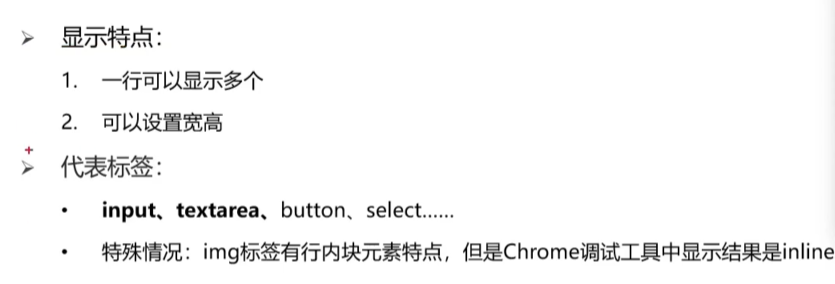 ➢ 显示特点：
1. 一行可以显示多个
2. 可以设置宽高
➢ 代表标签：
• input、textarea、button、select......
• 特殊情况：img标签有行内块元素特点，但是Chrome调试工具中显示结果是inline